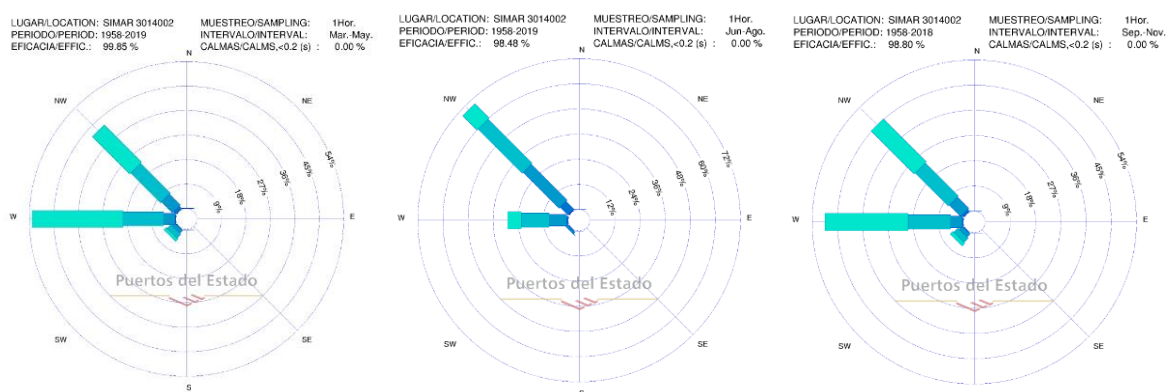 LUGAR/LOCATION: SIMAR 3014002 MUESTREO/SAMPLING: 1Hor.
PERIODO/PERIOD: 1958-2019 INTERVALO/INTERVAL: Mar.-May.
EFICACIA/EFFIC.: 99.85 % CALMAS/CALMS,<0.2 (s) : 0.00 %
N
NW NE
54%
45%
36%
27%
18%
9%
W E
Puertos del Estado
SW SE
S
LUGAR/LOCATION: SIMAR 3014002 MUESTREO/SAMPLING: 1Hor.
PERIODO/PERIOD: 1958-2019 INTERVALO/INTERVAL: Jun-Ago.
EFICACIA/EFFIC.: 98.48 % CALMAS/CALMS,<0.2 (s) : 0.00 %
N
NW NE
72%
60%
48%
36%
24%
12%
W E
Puertos del Estado
SW SE
S
LUGAR/LOCATION: SIMAR 3014002 MUESTREO/SAMPLING: 1Hor.
PERIODO/PERIOD: 1958-2018 INTERVALO/INTERVAL: Sep.-Nov.
EFICACIA/EFFIC.: 98.80 % CALMAS/CALMS,<0.2 (s) : 0.00 %
N
NW NE
54%
45%
36%
27%
18%
9%
W E
Puertos del Estado
SW SE